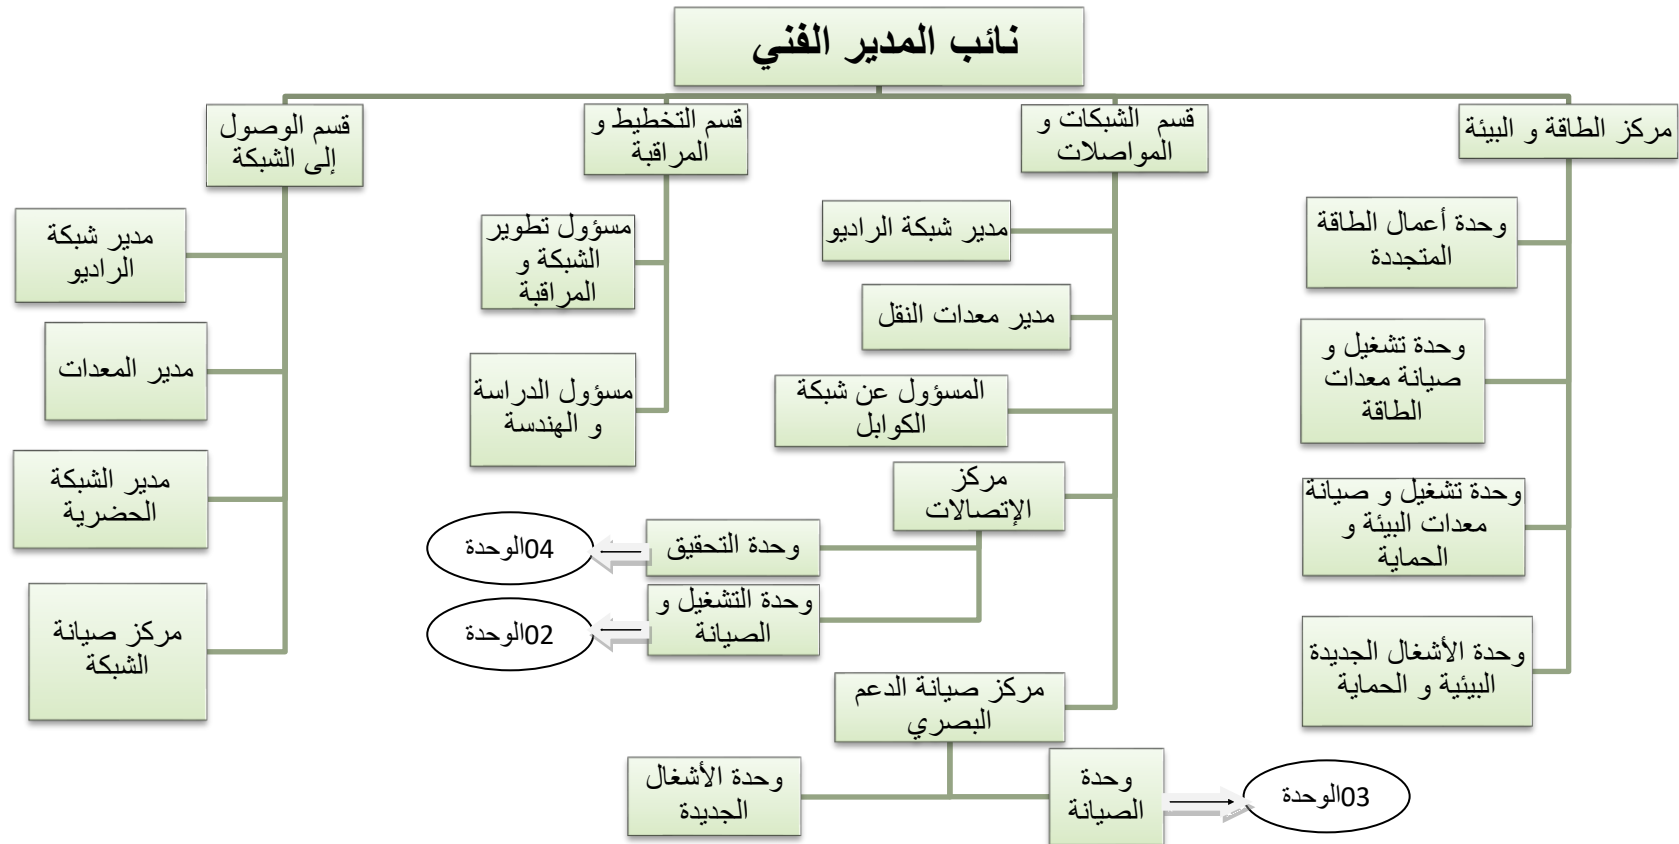 نائب المدير الفني
مركز الطاقة و البيئة
قسم الشبكات و
المواصلات
قسم التخطيط و
المراقبة
قسم الوصول
إلى الشبكة
وحدة أعمال الطاقة
المتجددة
وحدة تشغيل و
صيانة معدات
الطاقة
وحدة تشغيل و صيانة
معدات البيئة و
الحماية
وحدة الأشغال الجديدة
البيئية و الحماية
مدير شبكة الراديو
مدير معدات النقل
المسؤول عن شبكة
الكوابل
مركز
الإتصالات
وحدة التحقيق
04الوحدة
وحدة التشغيل و
الصيانة
02الوحدة
مركز صيانة الدعم
البصري
وحدة
الصيانة
03الوحدة
وحدة الأشغال
الجديدة
مسؤول تطوير
الشبكة و
المراقبة
مسؤول الدراسة
و الهندسة
مدير شبكة
الراديو
مدير المعدات
مدير الشبكة
الحضرية
مركز صيانة
الشبكة